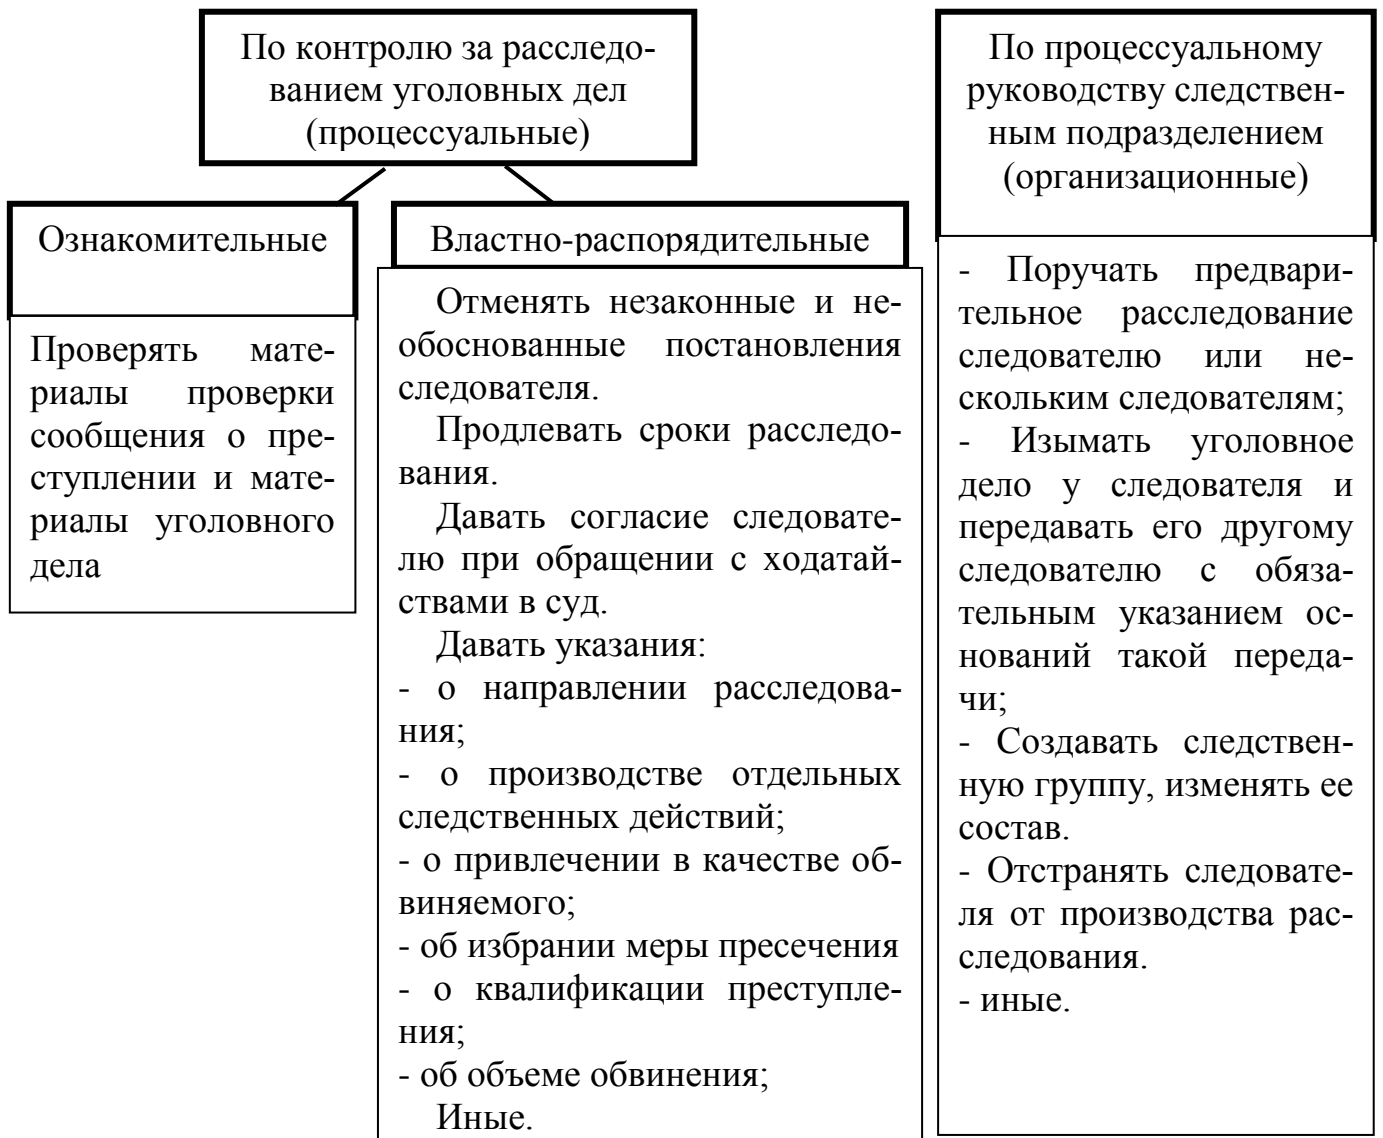 По контролю за расследо-
ванием уголовных дел
(процессуальные)
Ознакомительные
Проверять мате-
риалы проверки
сообщения о пре-
ступлении и мате-
риалы уголовного
дела
Властно-распорядительные
Отменять незаконные и не-
обоснованные постановления
следователя.
Продлевать сроки расследо-
вания.
Давать согласие следовате-
лю при обращении с ходатай-
ствами в суд.
Давать указания:
- о направлении расследова-
ния;
- о производстве отдельных
следственных действий;
- о привлечении в качестве об-
виняемого;
- об избрании меры пресечения
- о квалификации преступле-
ния;
- об объеме обвинения;
Иные.
По процессуальному
руководству следствен-
ным подразделением
(организационные)
- Поручать предвари-
тельное расследование
следователю или не-
скольким следователям;
- Изымать уголовное
дело у следователя и
передавать его другому
следователю с обяза-
тельным указанием ос-
нований такой переда-
чи;
- Создавать следствен-
ную группу, изменять ее
состав.
- Отстранять следовате-
ля от производства рас-
следования.
- иные.